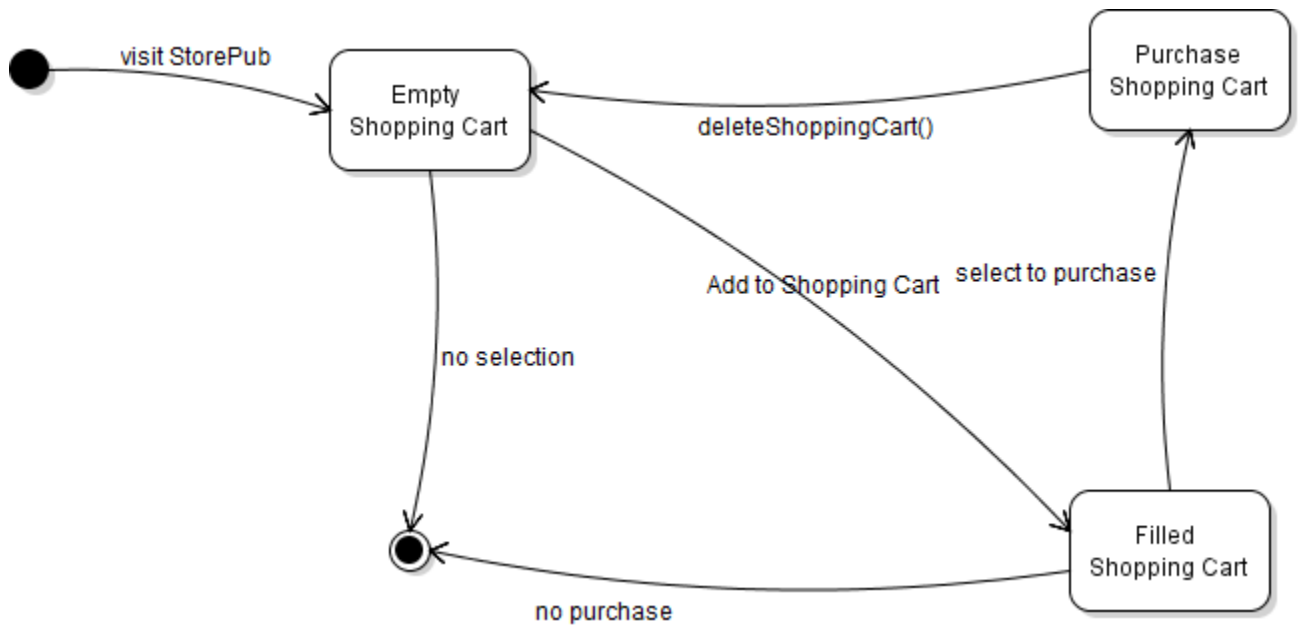 visit StorePub
Empty
Shopping Cart
Purchase
Shopping Cart
deleteShoppingCart()
Add to Shopping Cart
select to purchase
no selection
Filled
Shopping Cart
no purchase